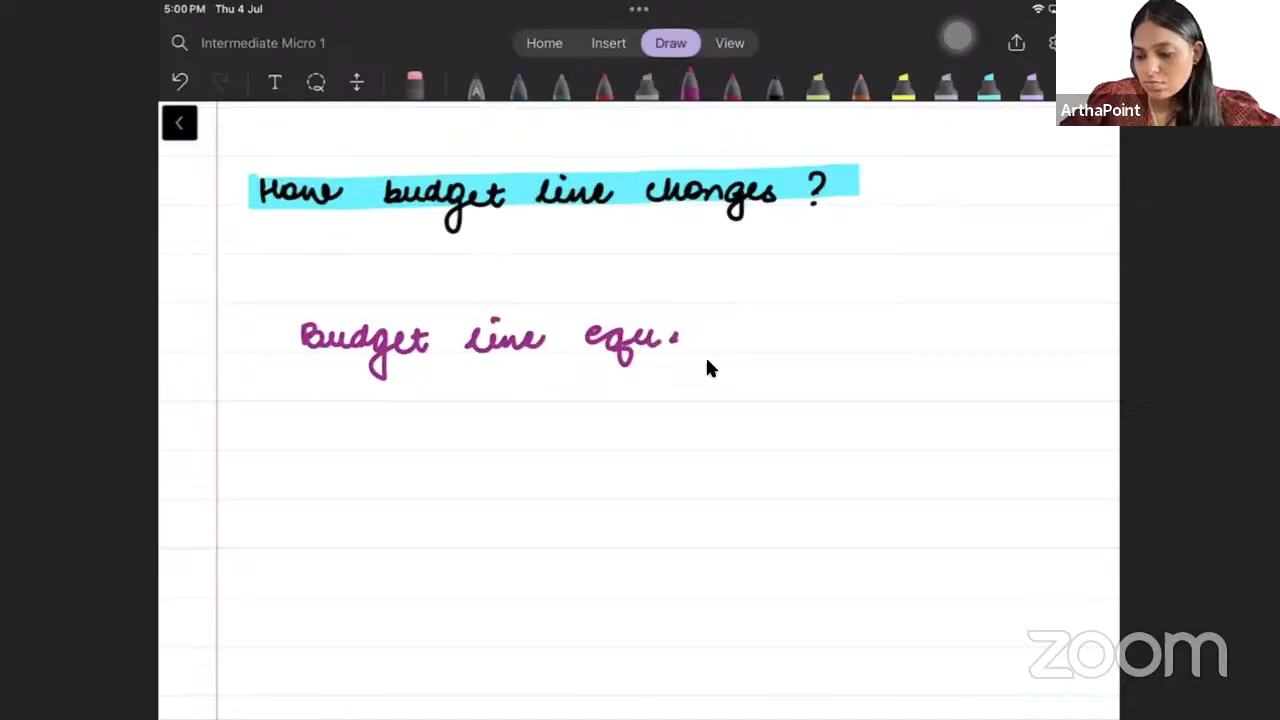 5:00 PM Thu 4 Jul
Intermediate Micro 1
Home Insert Draw View
T
A
ArthaPoint
How budget line changes ?
Budget line equ.
zoom